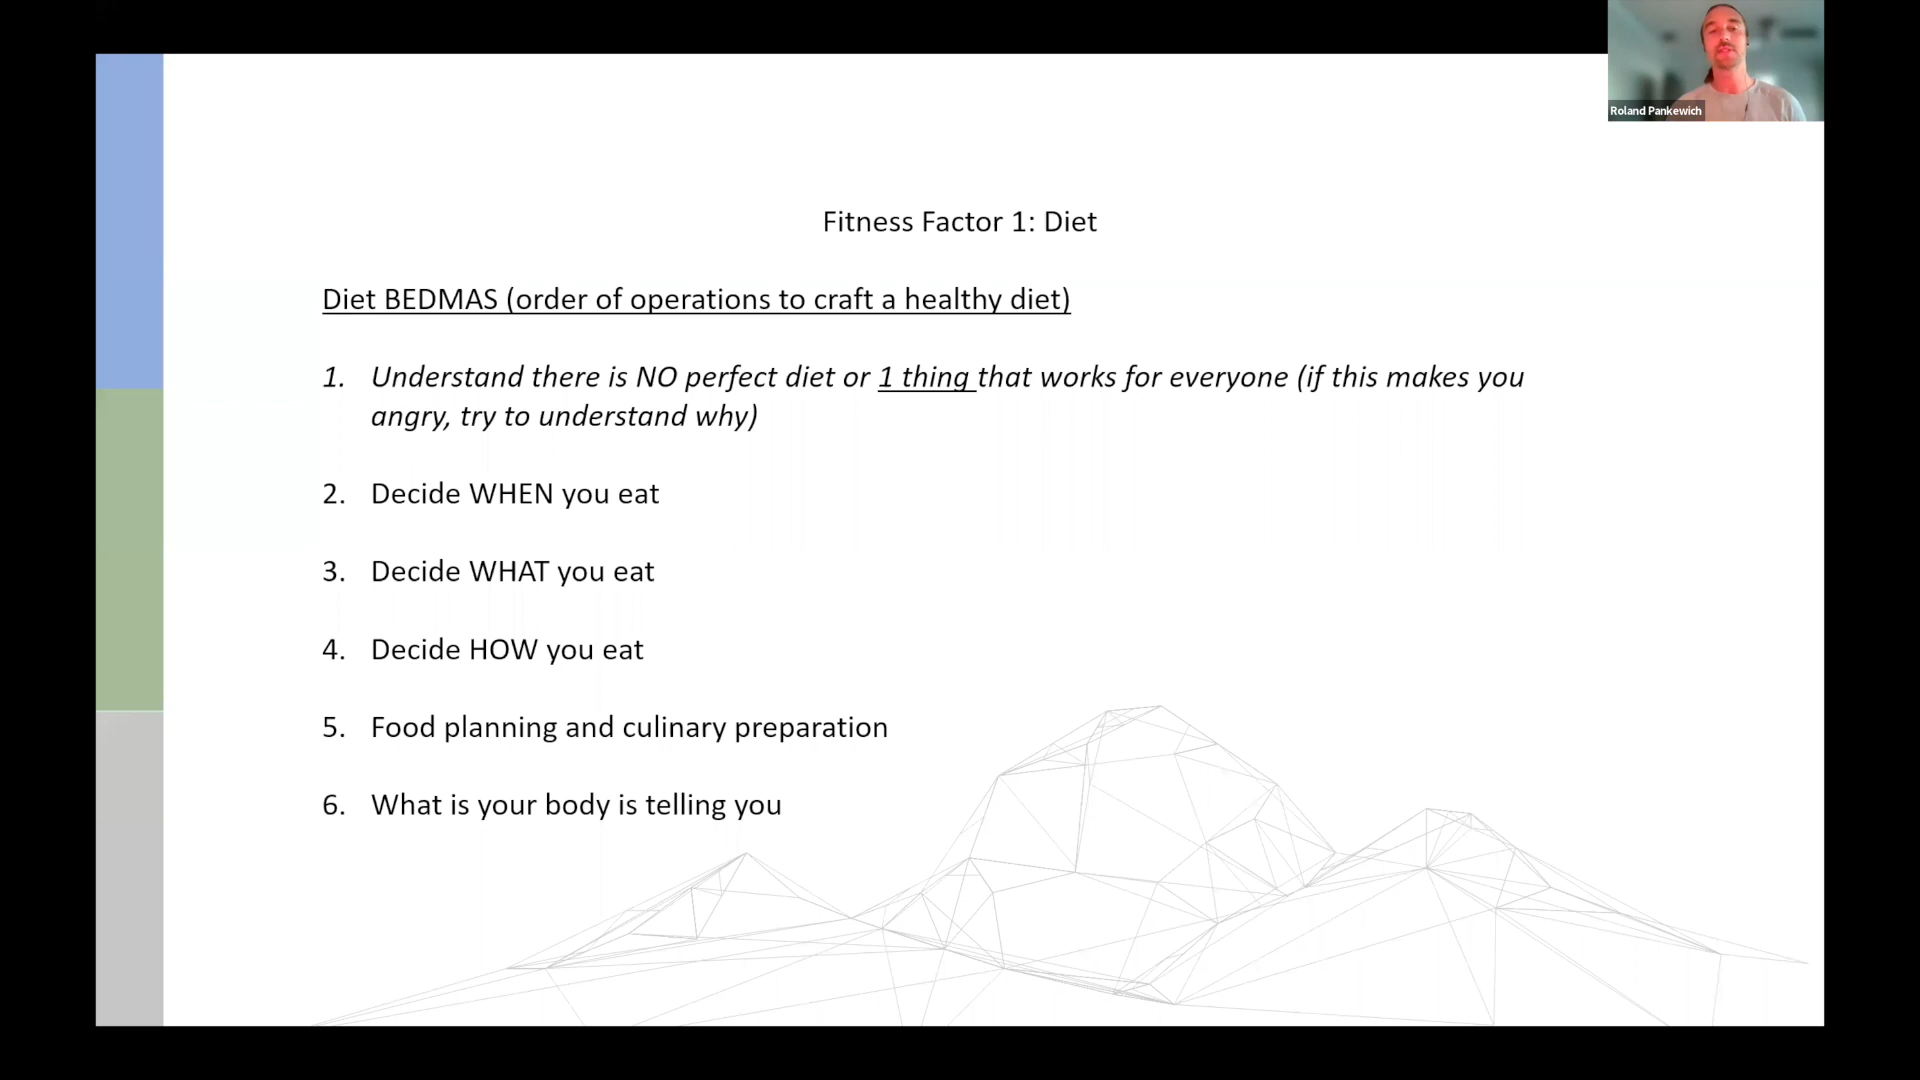 Roland Pankewich
Fitness Factor 1: Diet
Diet BEDMAS (order of operations to craft a healthy diet)
1. Understand there is NO perfect diet or 1 thing that works for everyone (if this makes you
angry, try to understand why)
2. Decide WHEN you eat
3. Decide WHAT you eat
4. Decide HOW you eat
5. Food planning and culinary preparation
6. What is your body is telling you